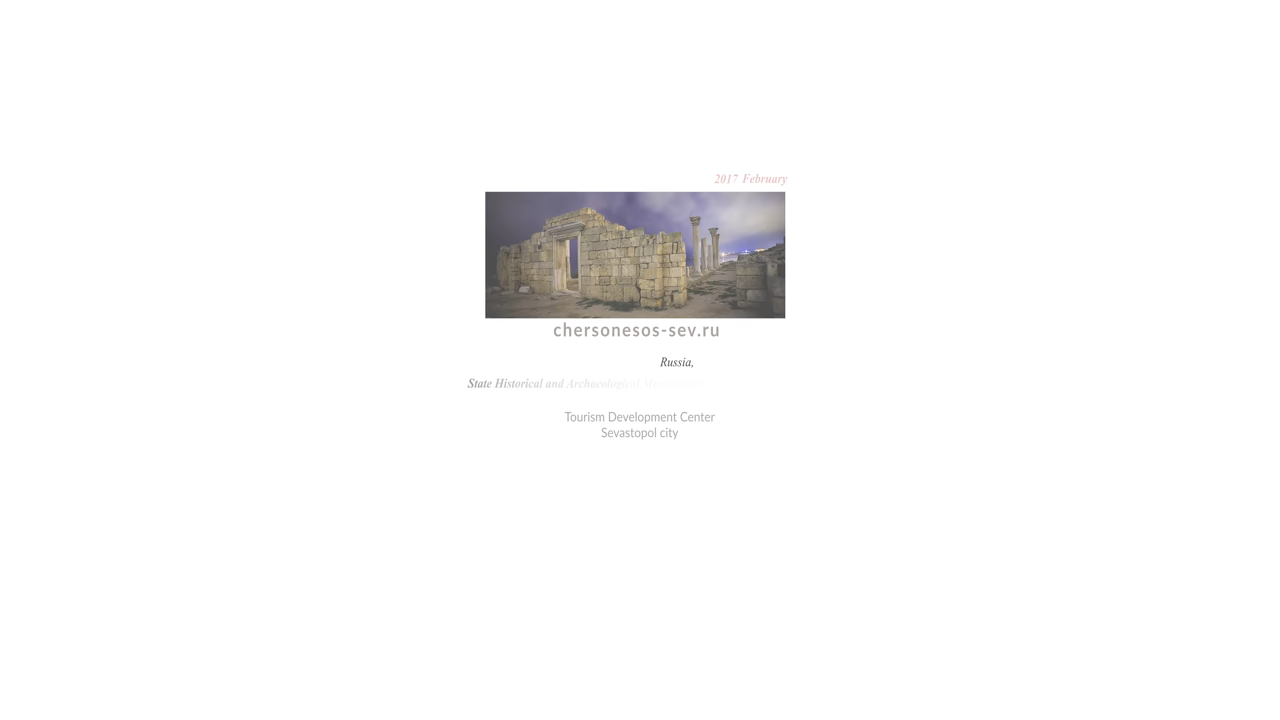 2017 February
chersonesos-sev.ru
Russia,
State Historical and Archaeological
Tourism Development Center
Sevastopol city